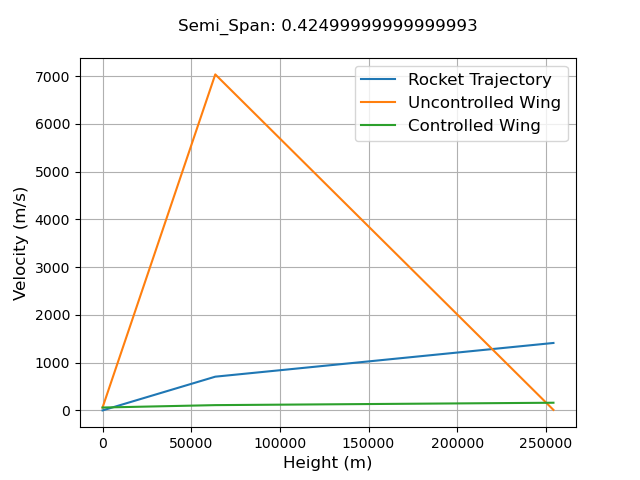 Semi_Span: 0.42499999999999993
Rocket Trajectory
Uncontrolled Wing
Controlled Wing
Velocity (m/s)
7000
6000
5000
4000
3000
2000
1000
0
0
50000
100000
150000
200000
250000
Height (m)